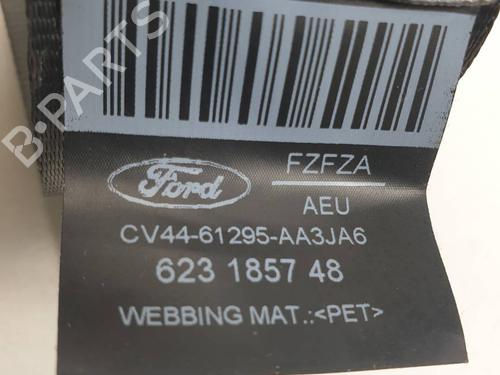 B-PARTS
Ford
FZFZA
AEU
CV44-61295-AA3JA6
623 1857 48
WEBBING MAT.:<PET>